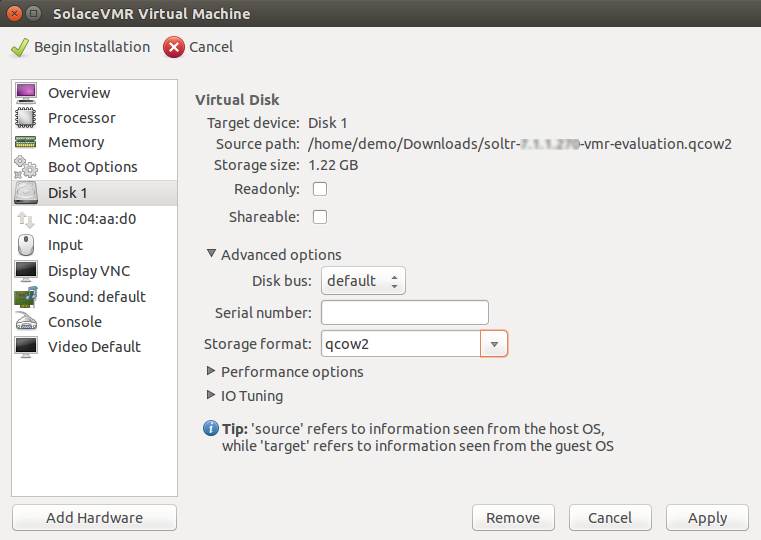 SolaceVMR Virtual Machine
Begin Installation
Cancel
Overview
Processor
Memory
Boot Options
Disk 1
NIC :04:aa:d0
Input
Display VNC
Sound: default
Console
Video Default
Add Hardware
Virtual Disk
Target device: Disk 1
Source path: /home/demo/Downloads/soltr- -vmr-evaluation.qcow2
Storage size: 1.22 GB
Readonly:
Shareable:
Advanced options
Disk bus: default
Serial number:
Storage format: qcow2
Performance options
IO Tuning
Tip: 'source' refers to information seen from the host OS,
while 'target' refers to information seen from the guest OS
Remove
Cancel
Apply